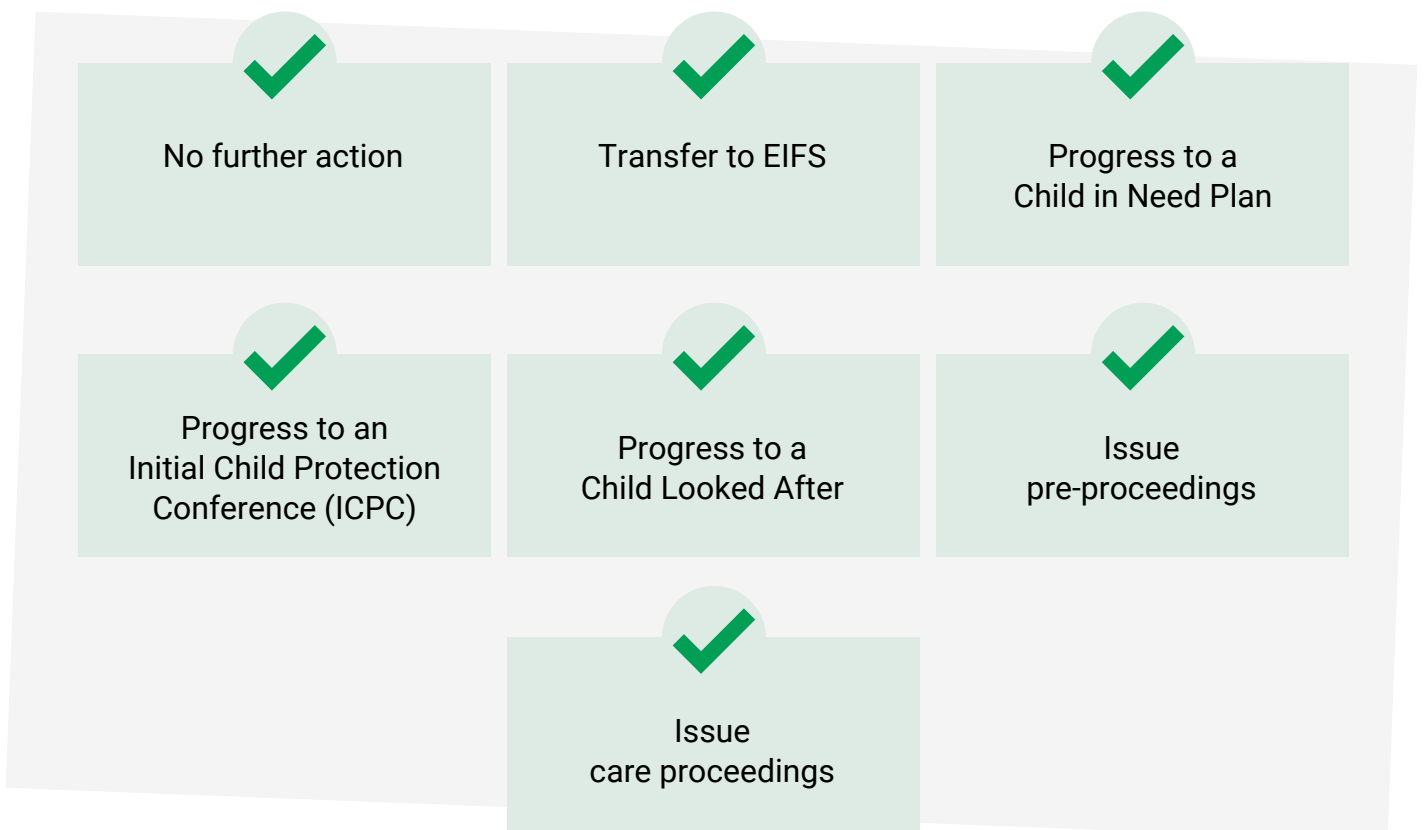 No further action
Transfer to EIFS
Progress to a
Child in Need Plan
Progress to an
Initial Child Protection
Conference (ICPC)
Progress to a
Child Looked After
Issue
pre-proceedings
Issue
care proceedings